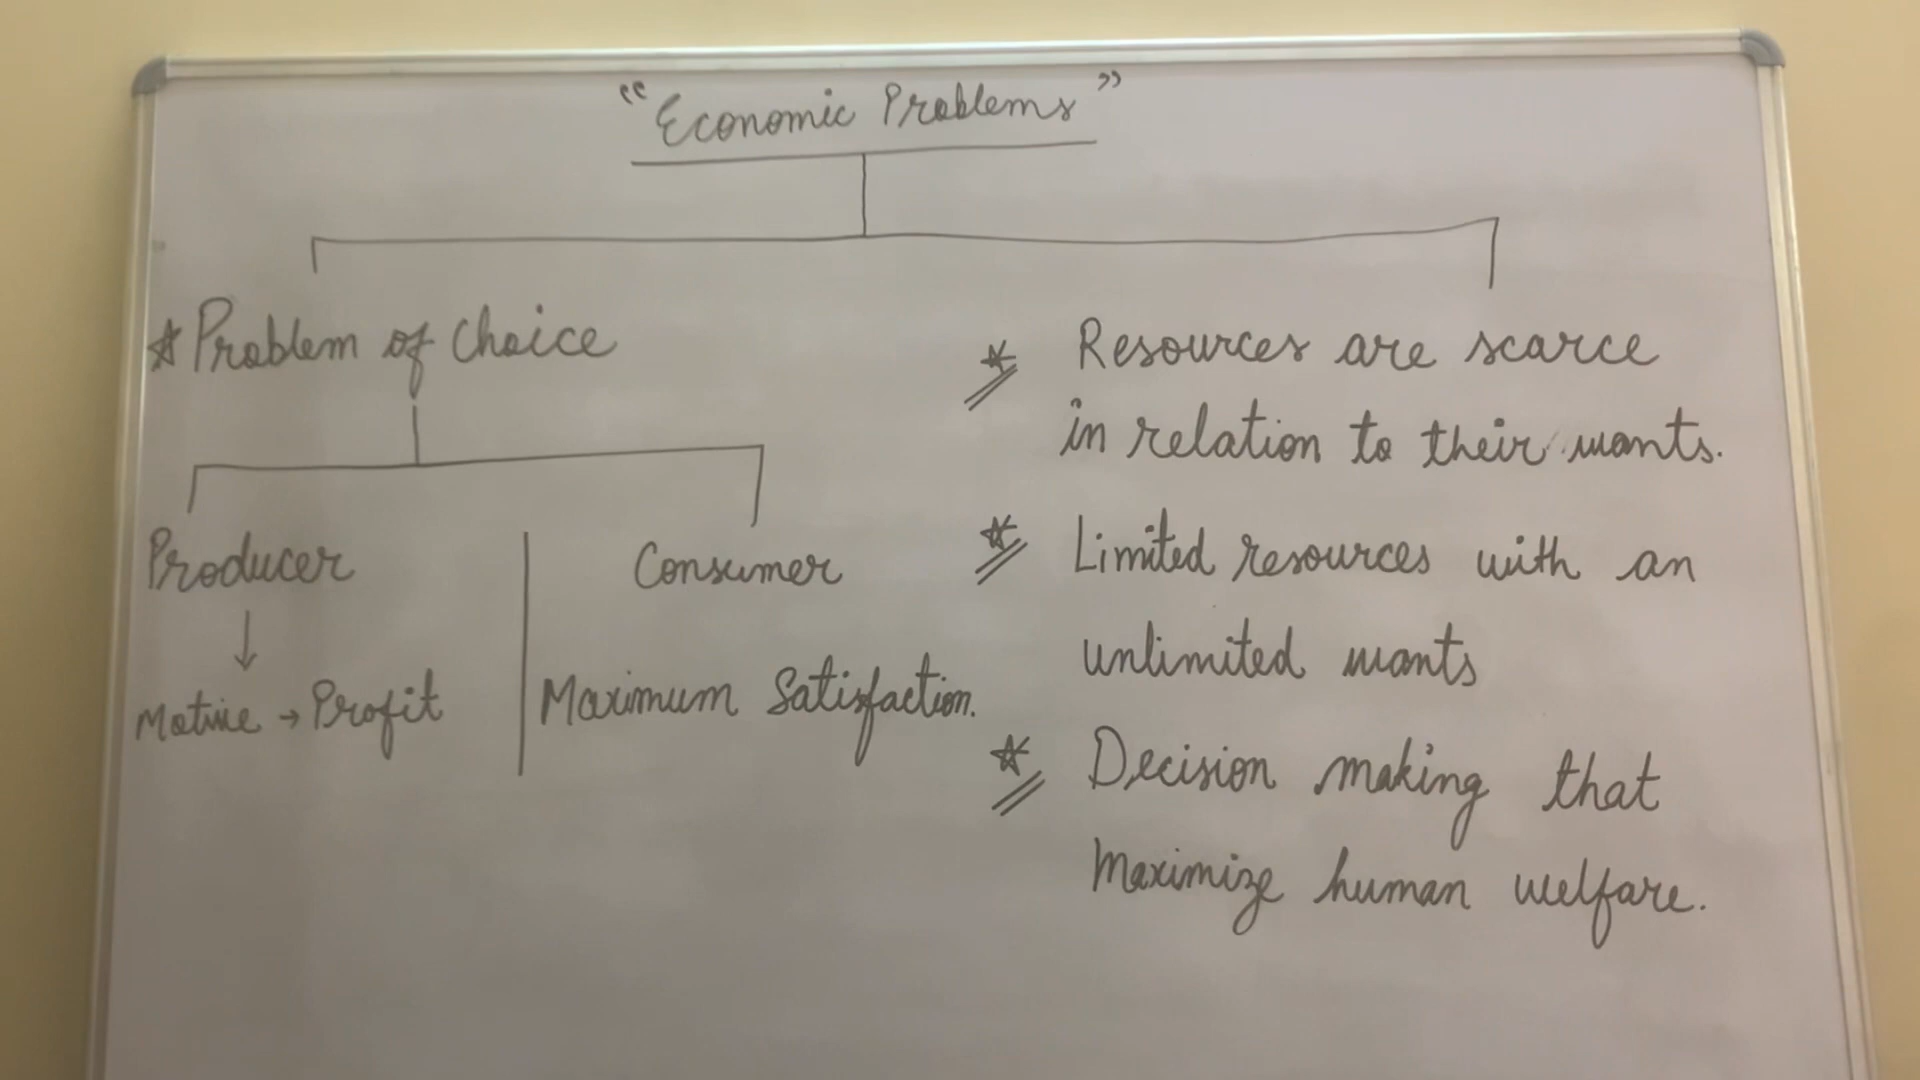 “Economic Problems”
* Problem of Choice
Producer
Consumer
↓
Motive → Profit
Maximum Satisfaction.
* Resources are scarce
in relation to their wants.
* Limited resources with an
unlimited wants
* Decision making that
Maximize human welfare.